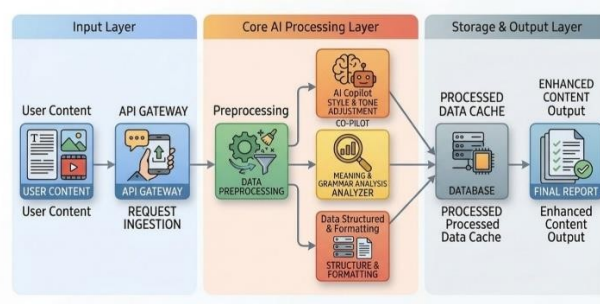 Input Layer
Core AI Processing Layer
Storage & Output Layer
User Content
T
USER CONTENT
User Content
API GATEWAY
API GATEWAY
REQUEST
INGESTION
Preprocessing
DATA
PREPROCESSING
AI Copilot
STYLE & TONE
ADJUSTMENT
CO-PILOT
MEANING &
GRAMMAR ANALYSIS
ANALYZER
Data Structured
& Formatting
STRUCTURE &
FORMATTING
PROCESSED
DATA CACHE
DATABASE
PROCESSED
Processed
Data Cache
ENHANCED
CONTENT
Output
FINAL REPORT
Enhanced
Content
Output